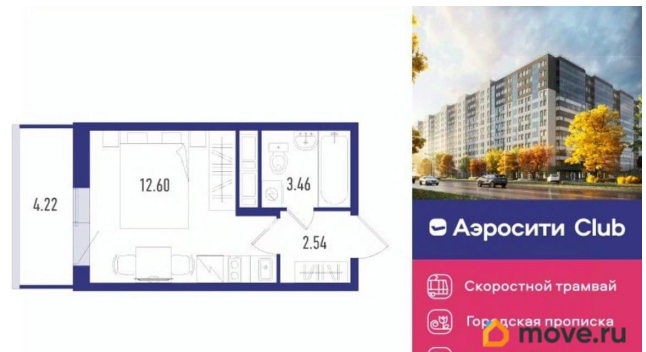 4.22
12.60
3.46
2.54
Аэросити Club
Скоростной трамвай
Городская прописка
move.ru